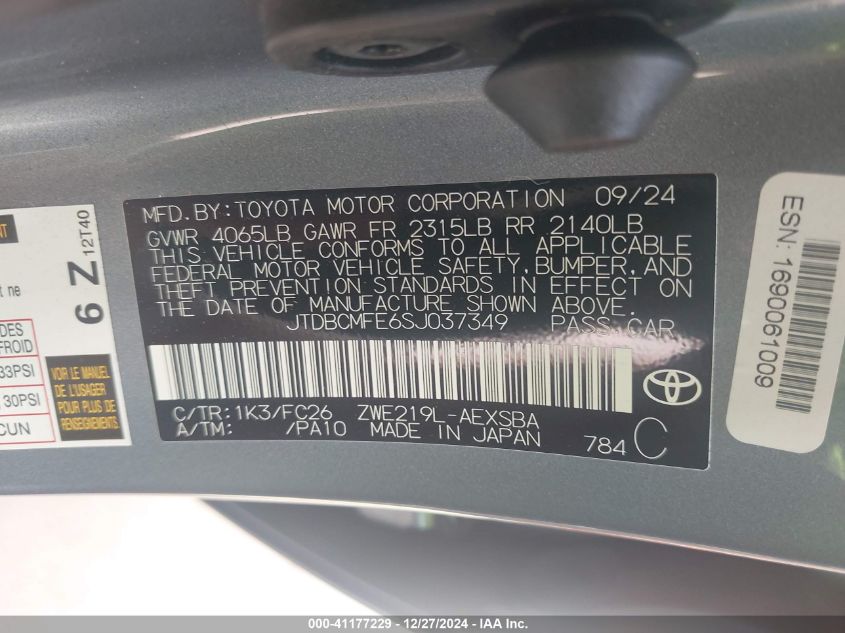 MFD.BY:TOYOTA MOTOR CORPORATION 09/24
GVWR 4065LB GAWR FR 2315LB RR 2140LB
THIS VEHICLE CONFORMS TO ALL APPLICABLE
FEDERAL MOTOR VEHICLE SAFETY,BUMPER,AND
THEFT PREVENTION STANDARDS IN EFFECT ON
THE DATE OF MANUFACTURE SHOWN ABOVE.
JTDBCMFE6SJ037349 PASS.CAR
C/TR:1K3/FC26 ZWE219L-AEXSBA
A/TM: /PA10 MADE IN JAPAN 784 C
ESN: 1690061009
6 Z 12T40
NT
t ne
DES
FROID
33PSI
,30PSI
CUN
VOIR LE MANUEL
DE L'USAGER
POUR PLUS DE
RENSEIGNEMENTS
000-41177229 - 12/27/2024 - IAA Inc.